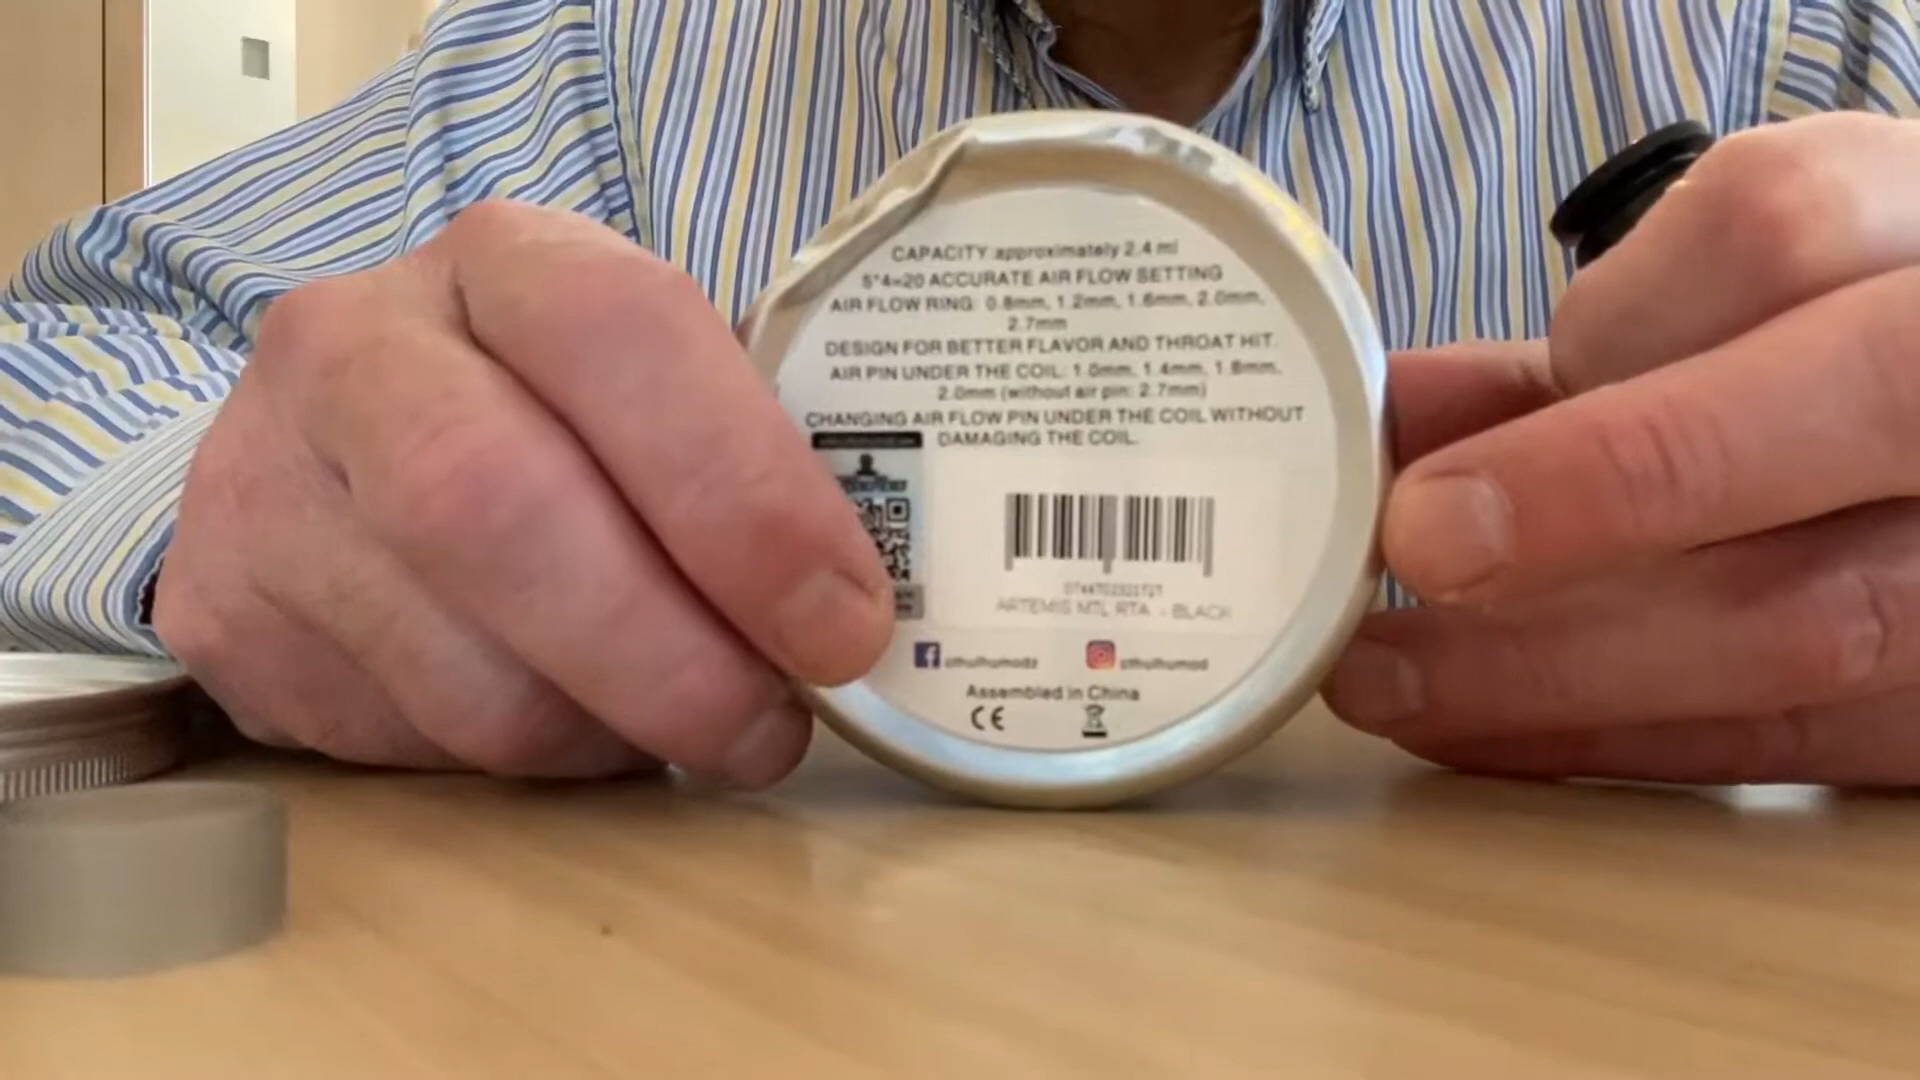 CAPACITY:approximately 2.4 ml
5*4=20 ACCURATE AIR FLOW SETTING
AIR FLOW RING: 0.8mm, 1.2mm, 1.6mm, 2.0mm,
2.7mm
DESIGN FOR BETTER FLAVOR AND THROAT HIT.
AIR PIN UNDER THE COIL: 1.0mm, 1.4mm, 1.8mm,
2.0mm (without air pin: 2.7mm)
CHANGING AIR FLOW PIN UNDER THE COIL WITHOUT
DAMAGING THE COIL.
ARTEMIS MTL RTA - BLACK
cthulhumodz cthulhumod
Assembled in China
CE